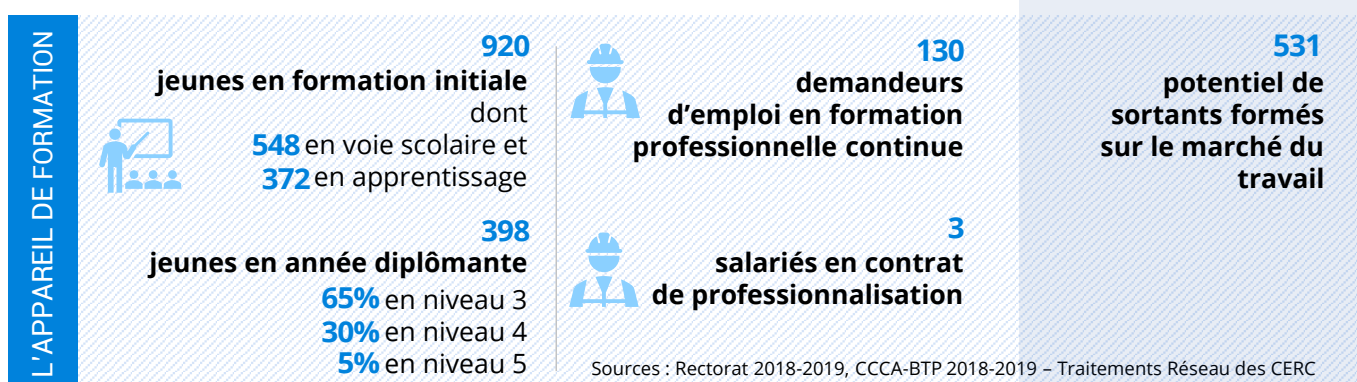 L'APPAREIL DE FORMATION
920
jeunes en formation initiale
dont
548 en voie scolaire et
372 en apprentissage
398
jeunes en année diplômante
65% en niveau 3
30% en niveau 4
5% en niveau 5
130
demandeurs
d'emploi en formation
professionnelle continue
3
salariés en contrat
de professionnalisation
531
potentiel de
sortants formés
sur le marché du
travail
Sources : Rectorat 2018-2019, CCCA-BTP 2018-2019 – Traitements Réseau des CERC